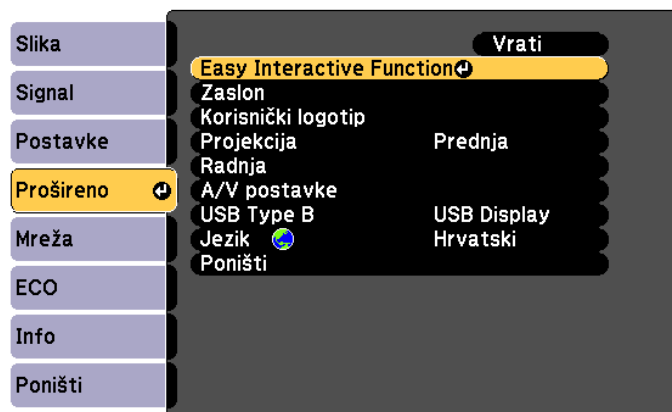 Slika
Signal
Postavke
Prošireno
Mreža
ECO
Info
Poništi
Vrati
Easy Interactive Function
Zaslon
Korisnički logotip
Projekcija Prednja
Radnja
A/V postavke
USB Type B USB Display
Jezik Hrvatski
Poništi